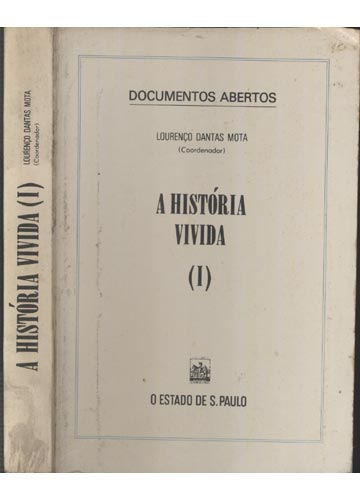 LOURENÇO DANTAS MOTA
(Coordenador)
A HISTÓRIA VIVIDA (I)
DOCUMENTOS ABERTOS
LOURENÇO DANTAS MOTA
(Coordenador)
A HISTÓRIA
VIVIDA
(I)
O ESTADO DE S. PAULO